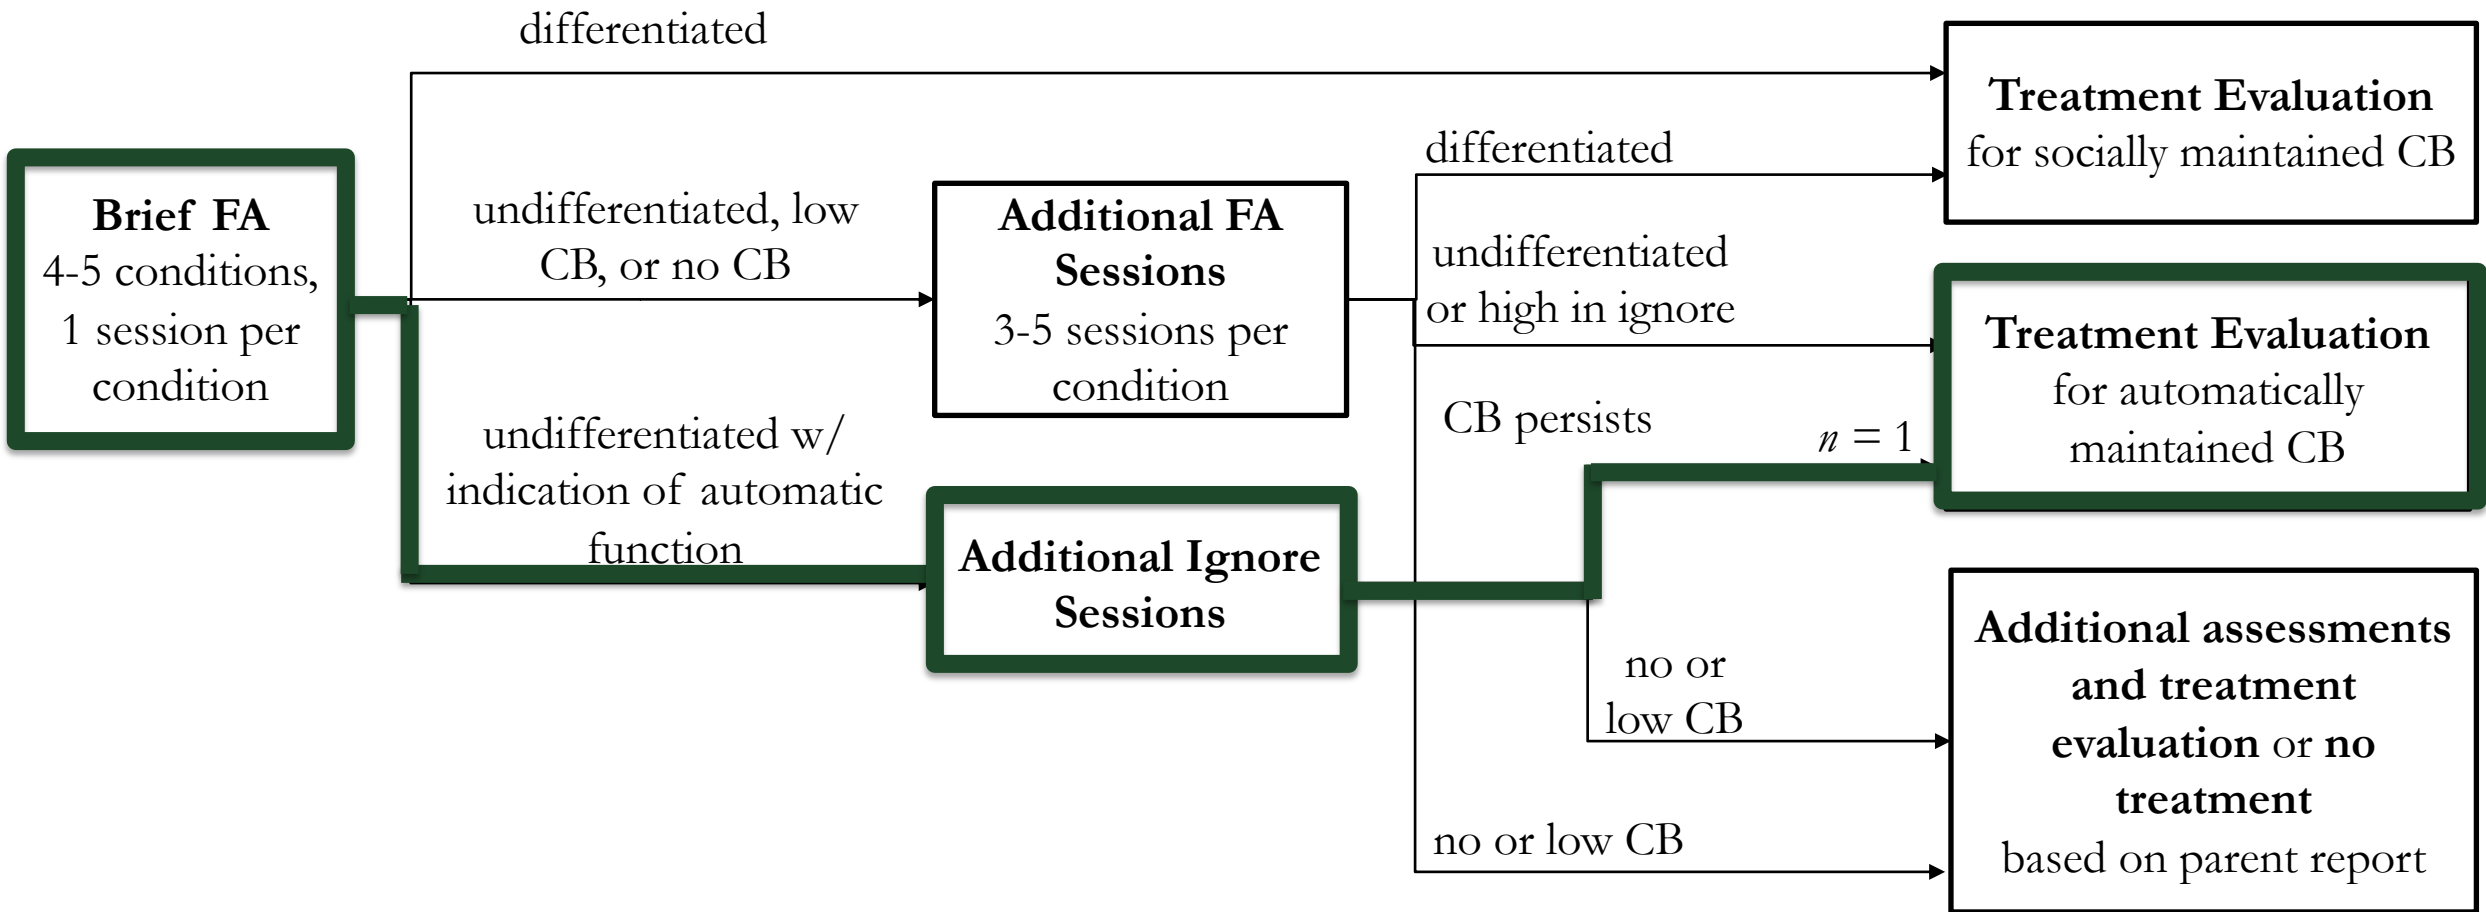 differentiated
Brief FA
4-5 conditions,
1 session per
condition
undifferentiated, low
CB, or no CB
undifferentiated w/
indication of automatic
function
Additional FA
Sessions
3-5 sessions per
condition
Additional Ignore
Sessions
differentiated
undifferentiated
or high in ignore
CB persists
n = 1
no or
low CB
no or low CB
Treatment Evaluation
for socially maintained CB
Treatment Evaluation
for automatically
maintained CB
Additional assessments
and treatment
evaluation or no
treatment
based on parent report